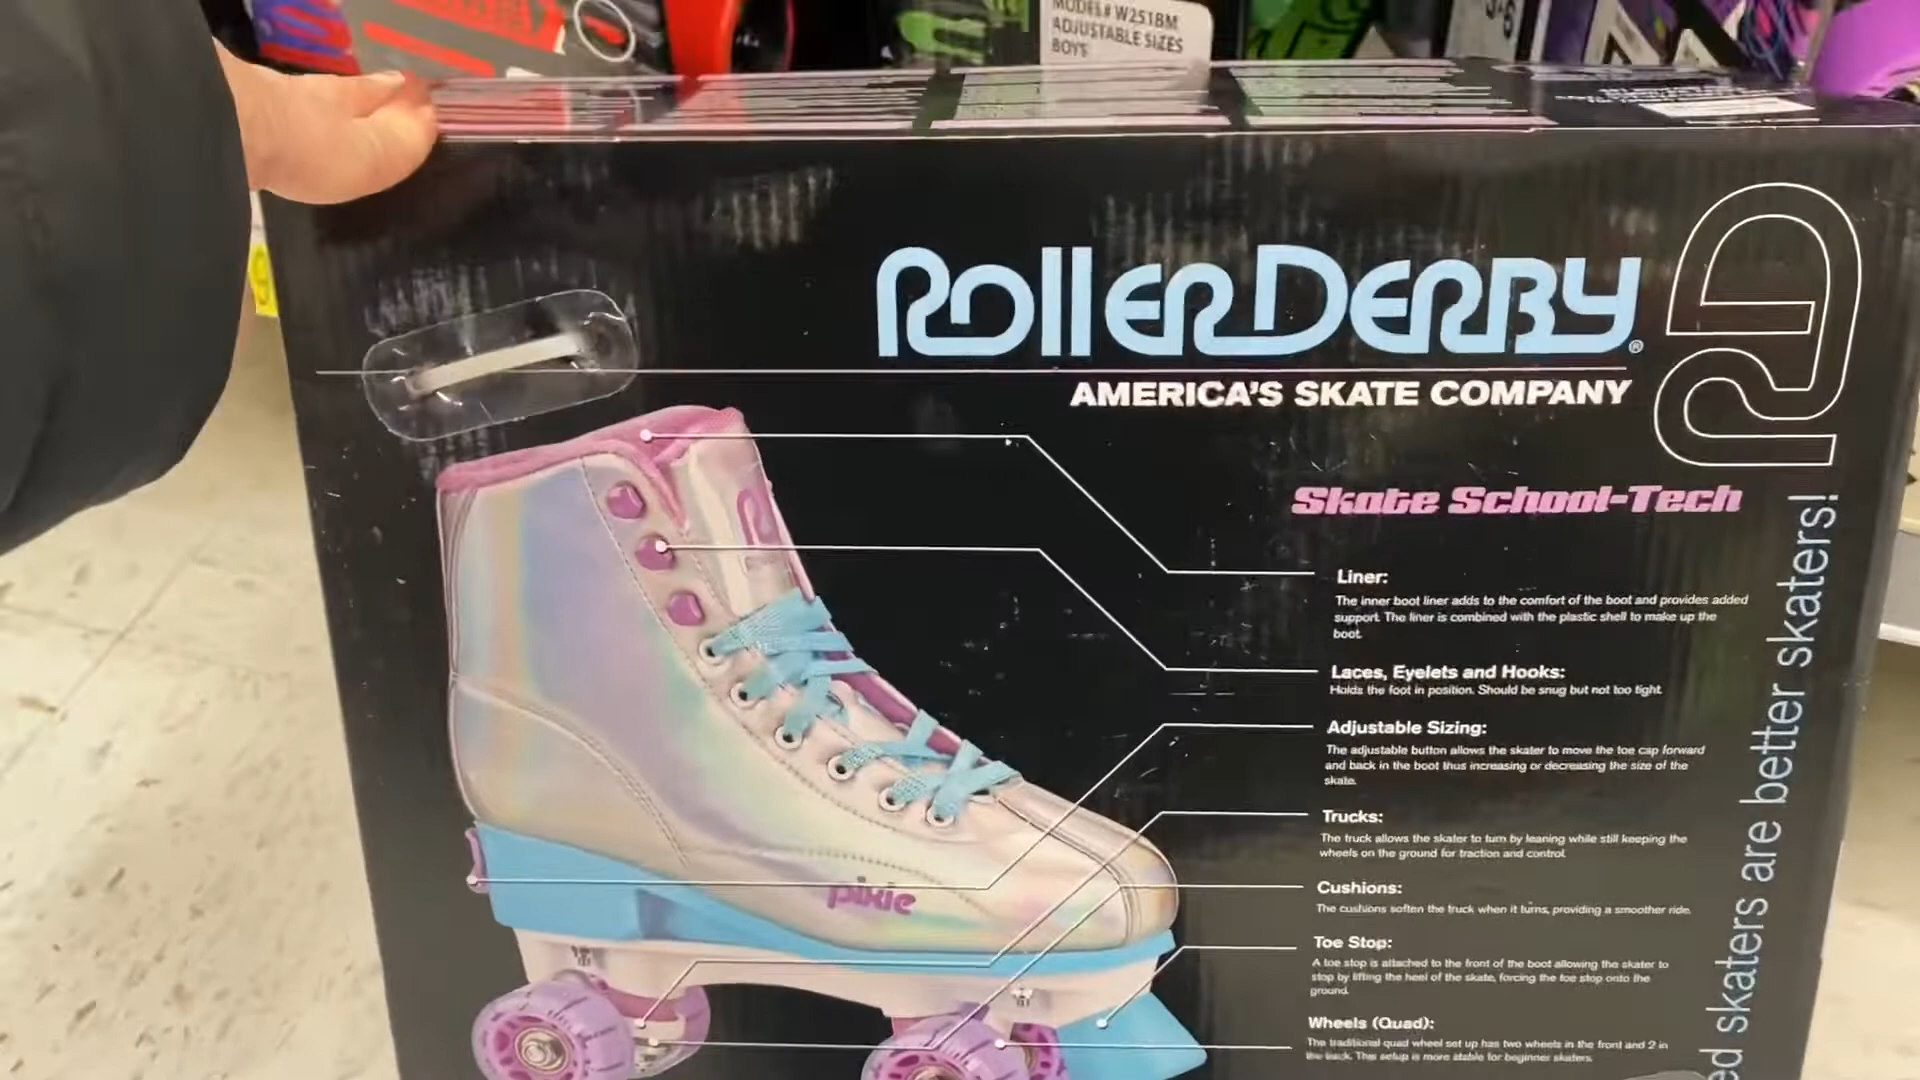 MODEL# W251BM
ADJUSTABLE SIZES
BOYS
3-6
RollerDerby®
AMERICA'S SKATE COMPANY
RD
Skate School-Tech
Liner:
The inner boot liner adds to the comfort of the boot and provides added
support. The liner is combined with the plastic shell to make up the
boot.
Laces, Eyelets and Hooks:
Holds the foot in position. Should be snug but not too tight.
Adjustable Sizing:
The adjustable button allows the skater to move the toe cap forward
and back in the boot thus increasing or decreasing the size of the
skate.
Trucks:
The truck allows the skater to turn by leaning while still keeping the
wheels on the ground for traction and control.
Cushions:
The cushions soften the truck when it turns, providing a smoother ride.
Toe Stop:
A toe stop is attached to the front of the boot allowing the skater to
stop by lifting the heel of the skate, forcing the toe stop onto the
ground.
Wheels (Quad):
The traditional quad wheel set up has two wheels in the front and 2 in
the back. This setup is more stable for beginner skaters.
pixie
ed skaters are better skaters!